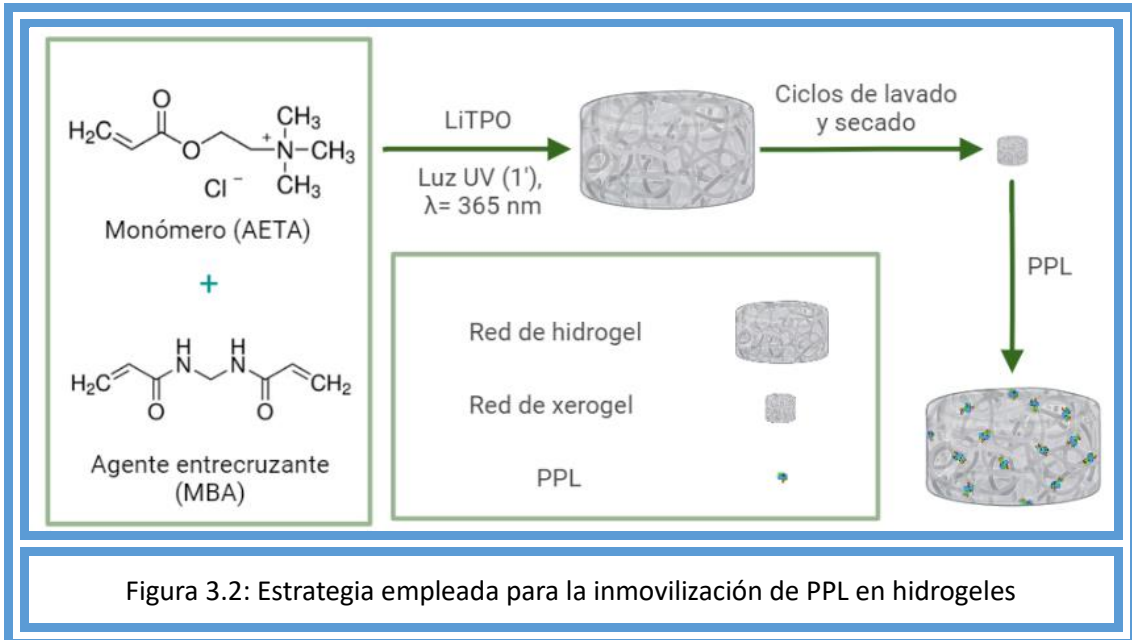 H₂C
O
O
N
+
CH₃
CH₃
CH₃
Cl⁻
Monómero (AETA)
+
H₂C
O
H
N
H
N
O
CH₂
Agente entrecruzante
(MBA)
LiTPO
Luz UV (1'),
λ= 365 nm
Ciclos de lavado
y secado
PPL
Red de hidrogel
Red de xerogel
PPL
Figura 3.2: Estrategia empleada para la inmovilización de PPL en hidrogeles